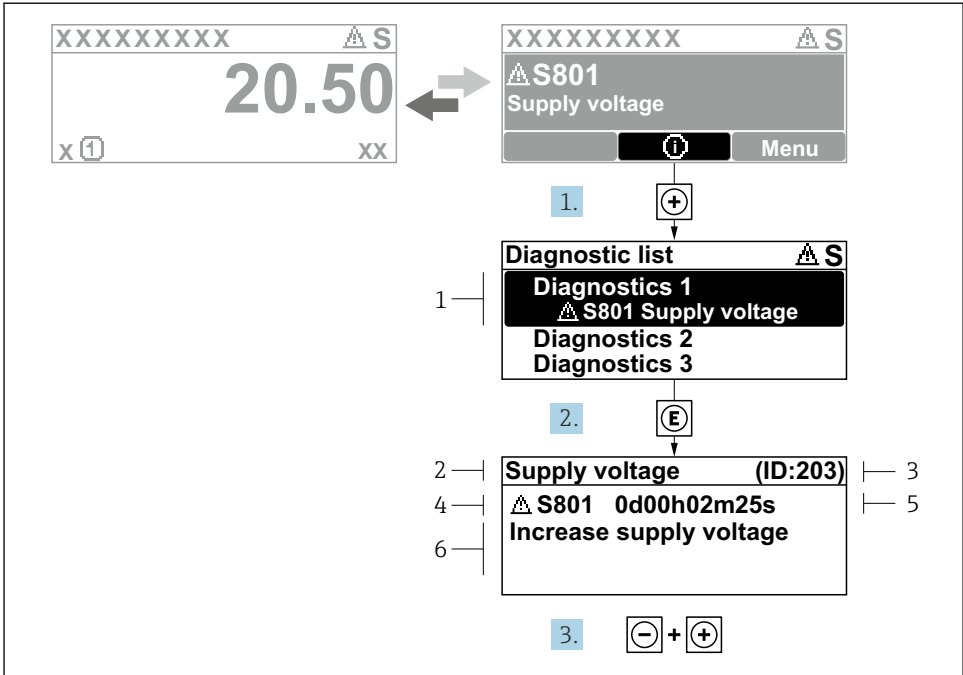 XXXXXXXXX ⚠ S
20.50
x ① XX
XXXXXXXXX ⚠ S
⚠ S801
Supply voltage
ⓘ Menu
1. ⊕
Diagnostic list ⚠ S
1 Diagnostics 1
⚠ S801 Supply voltage
Diagnostics 2
Diagnostics 3
2. Ⓔ
2 Supply voltage (ID:203) 3
4 ⚠ S801 0d00h02m25s 5
6 Increase supply voltage
3. ⊖ + ⊕